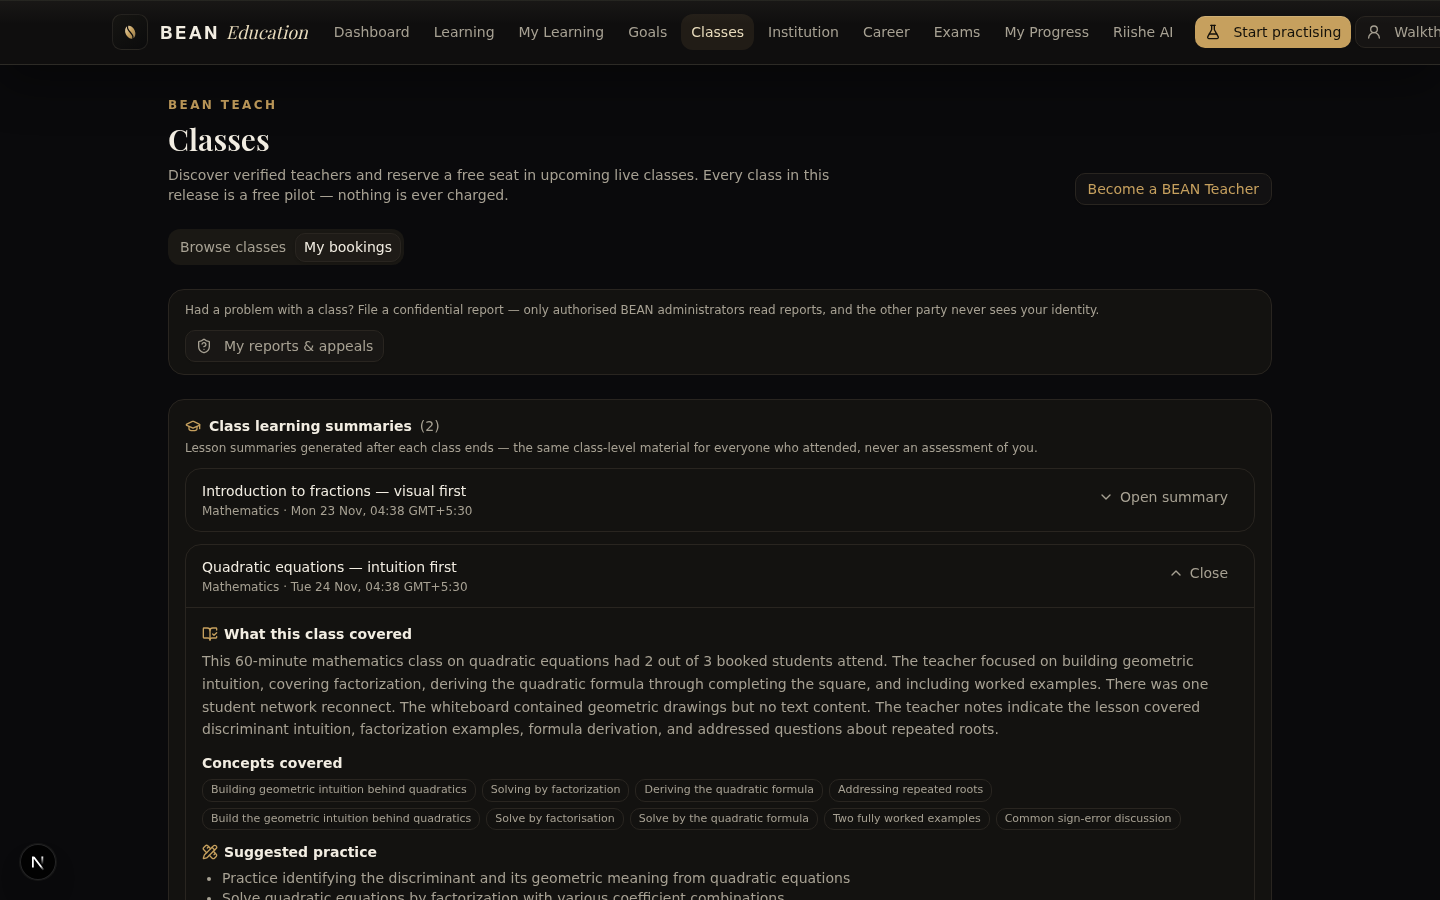 BEAN Education
Dashboard
Learning
My Learning
Goals
Classes
Institution
Career
Exams
My Progress
Riishe AI
Start practising
BEAN TEACH
Classes
Discover verified teachers and reserve a free seat in upcoming live classes. Every class in this
release is a free pilot — nothing is ever charged.
Become a BEAN Teacher
Browse classes
My bookings
Had a problem with a class? File a confidential report — only authorised BEAN administrators read reports, and the other party never sees your identity.
My reports & appeals
Class learning summaries (2)
Lesson summaries generated after each class ends — the same class-level material for everyone who attended, never an assessment of you.
Introduction to fractions — visual first
Mathematics · Mon 23 Nov, 04:38 GMT+5:30
Open summary
Quadratic equations — intuition first
Mathematics · Tue 24 Nov, 04:38 GMT+5:30
Close
What this class covered
This 60-minute mathematics class on quadratic equations had 2 out of 3 booked students attend. The teacher focused on building geometric
intuition, covering factorization, deriving the quadratic formula through completing the square, and including worked examples. There was one
student network reconnect. The whiteboard contained geometric drawings but no text content. The teacher notes indicate the lesson covered
discriminant intuition, factorization examples, formula derivation, and addressed questions about repeated roots.
Concepts covered
Building geometric intuition behind quadratics
Solving by factorization
Deriving the quadratic formula
Addressing repeated roots
Build the geometric intuition behind quadratics
Solve by factorisation
Solve by the quadratic formula
Two fully worked examples
Common sign-error discussion
Suggested practice
• Practice identifying the discriminant and its geometric meaning from quadratic equations
• Solve quadratic equations by factorization with various coefficient combinations
N